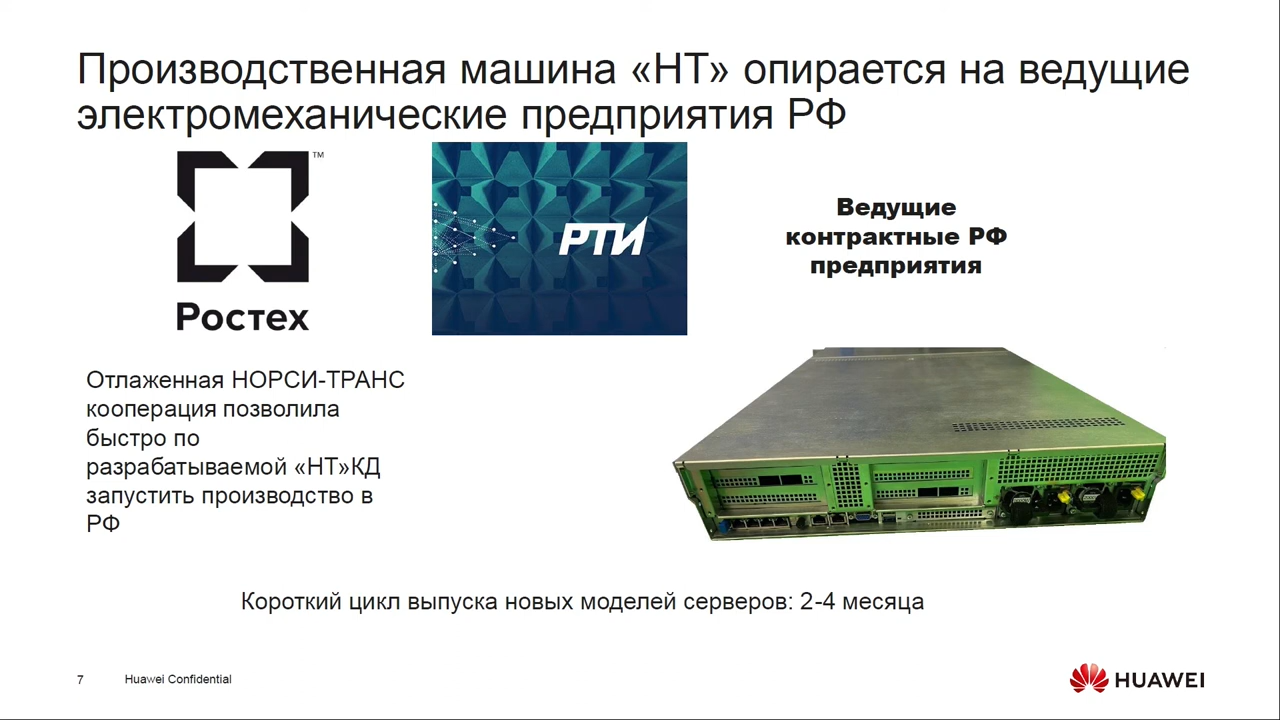 Производственная машина «НТ» опирается на ведущие
электромеханические предприятия РФ
TM
Ростех
РТИ
Ведущие
контрактные РФ
предприятия
Отлаженная НОРСИ-ТРАНС
кооперация позволила
быстро по
разрабатываемой «НТ»КД
запустить производство в
РФ
Короткий цикл выпуска новых моделей серверов: 2-4 месяца
7
Huawei Confidential
HUAWEI